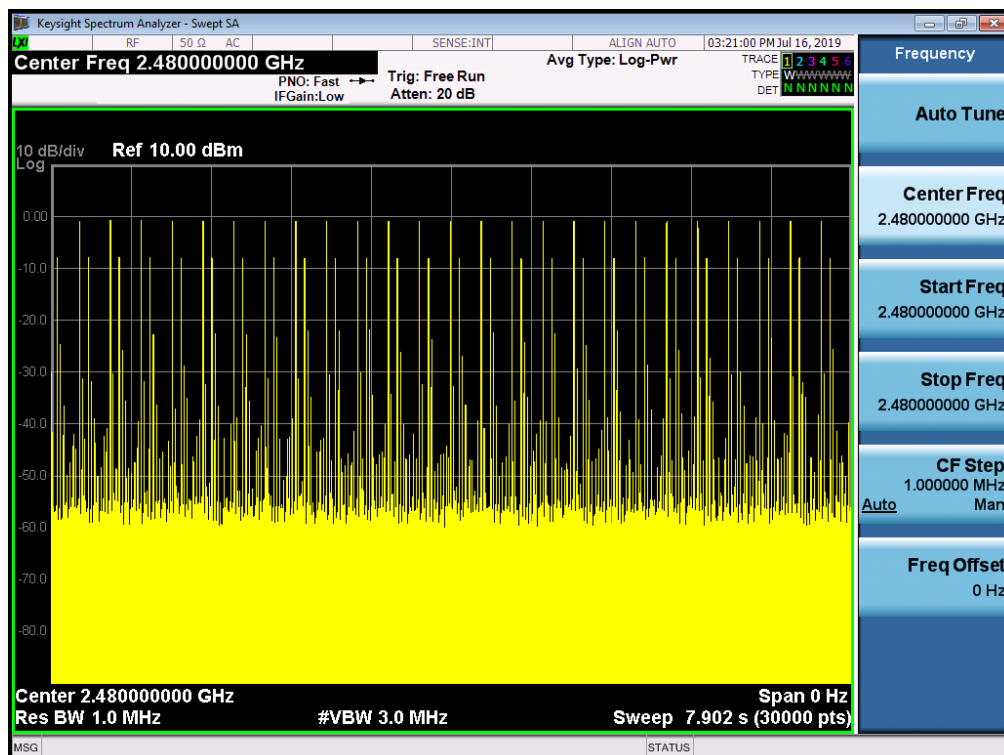 Keysight Spectrum Analyzer - Swept SA
LXI RF 50 Ω AC SENSE:INT ALIGN AUTO 03:21:00 PM Jul 16, 2019
Center Freq 2.480000000 GHz
PNO: Fast
IFGain:Low
Trig: Free Run
Atten: 20 dB
Avg Type: Log-Pwr
TRACE 1 2 3 4 5 6
TYPE WWWWWW
DET N N N N N N
10 dB/div Ref 10.00 dBm
Log
0.00
-10.0
-20.0
-30.0
-40.0
-50.0
-60.0
-70.0
-80.0
Center 2.480000000 GHz Span 0 Hz
Res BW 1.0 MHz #VBW 3.0 MHz Sweep 7.902 s (30000 pts)
MSG STATUS
Frequency
Auto Tune
Center Freq
2.480000000 GHz
Start Freq
2.480000000 GHz
Stop Freq
2.480000000 GHz
CF Step
1.000000 MHz
Auto Man
Freq Offset
0 Hz